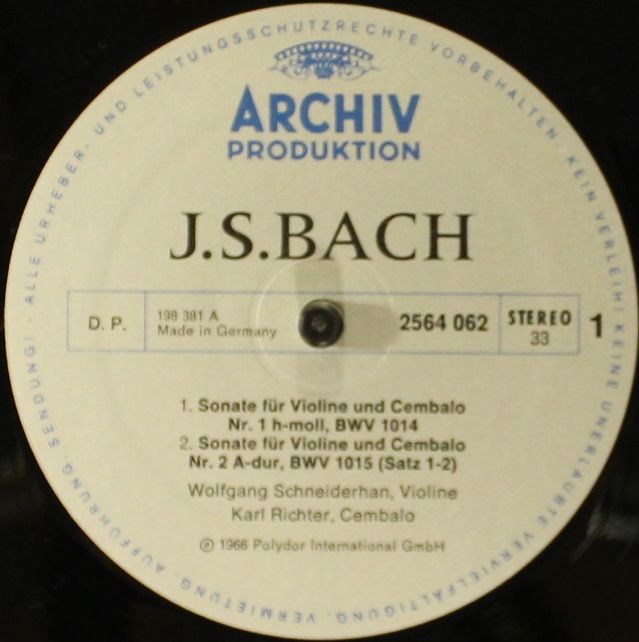 · ALLE URHEBER- UND LEISTUNGSSCHUTZRECHTE VORBEHALTEN · KEIN VERLEIH! KEINE UNERLAUBTE VERVIELFÄLTIGUNG, VERMIETUNG, AUFFÜHRUNG, SENDUNG!
ARCHIV
PRODUKTION
J.S.BACH
D. P.
198 381 A
Made in Germany
2564 062
STEREO
33
1
1. Sonate für Violine und Cembalo
Nr. 1 h-moll, BWV 1014
2. Sonate für Violine und Cembalo
Nr. 2 A-dur, BWV 1015 (Satz 1-2)
Wolfgang Schneiderhan, Violine
Karl Richter, Cembalo
℗ 1966 Polydor International GmbH